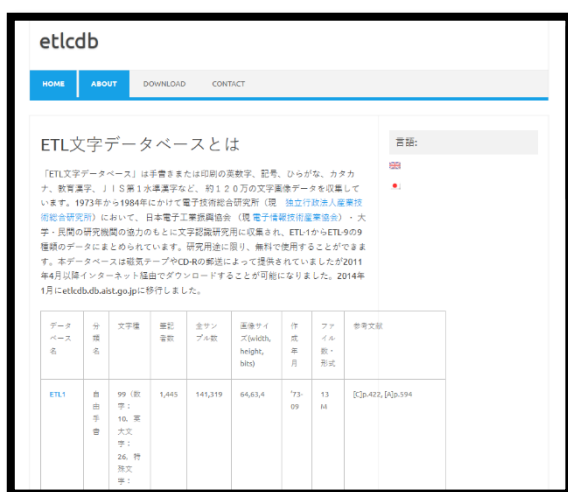 etlcdb
HOME
ABOUT
DOWNLOAD
CONTACT
ETL文字データベースとは
言語:
「ETL文字データベース」は手書きまたは印刷の英数字、記号、ひらがな、カタカ
ナ、教育漢字、ＪＩＳ第１水準漢字など、 約１２０万の文字画像データを収集して
います。1973年から1984年にかけて電子技術総合研究所（現　独立行政法人産業技
術総合研究所）において、 日本電子工業振興協会 （現 電子情報技術産業協会）・大
学・民間の研究機関の協力のもとに文字認識研究用に収集され、ETL-1からETL-9の9
種類のデータにまとめられています。研究用途に限り、無料で使用することができま
す。本データベースは磁気テープやCD-Rの郵送によって提供されていましたが2011
年4月以降インターネット経由でダウンロードすることが可能になりました。2014年
1月にetlcdb.db.aist.go.jpに移行しました。
データ
ベース
名
分
類
名
文字種
筆記
者数
全サン
プル数
画像サイ
ズ(width,
height,
bits)
作
成
年
月
ファ
イル
数・
形式
参考文献
ETL1
自
由
手
書
99（数
字：
10, 英
大文
字：
26, 特
殊文
字：
1,445
141,319
64,63,4
'73-
09
13
M
[C]p.422, [A]p.594